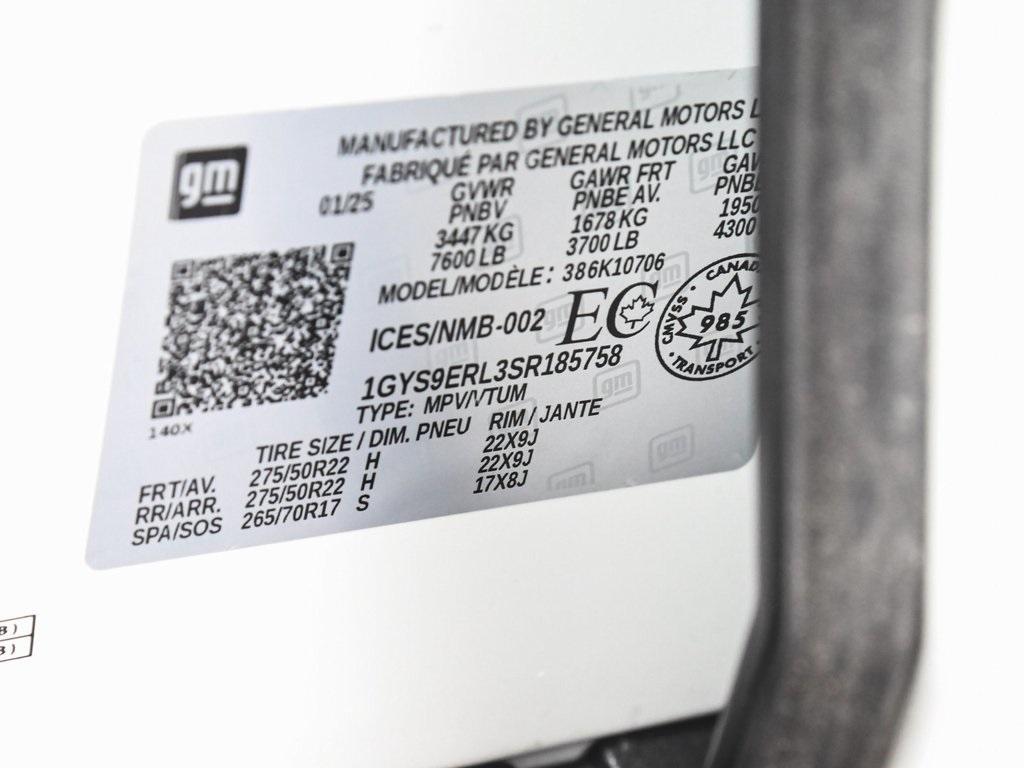 MANUFACTURED BY GENERAL MOTORS
FABRIQUÉ PAR GENERAL MOTORS LLC
gm
01/25
GVWR GAWR FRT
PNBV PNBE AV.
3447 KG 1678 KG 1950
7600 LB 3700 LB 4300
MODEL/MODÈLE: 386K10706
ICES/NMB-002 EC
CANADA
CMVSS
985
TRANSPORT
1GYS9ERL3SR185758
TYPE: MPV/VTUM
140X
TIRE SIZE / DIM. PNEU RIM / JANTE
FRT/AV. 275/50R22 H 22X9J
RR/ARR. 275/50R22 H 22X9J
SPA/SOS 265/70R17 S 17X8J